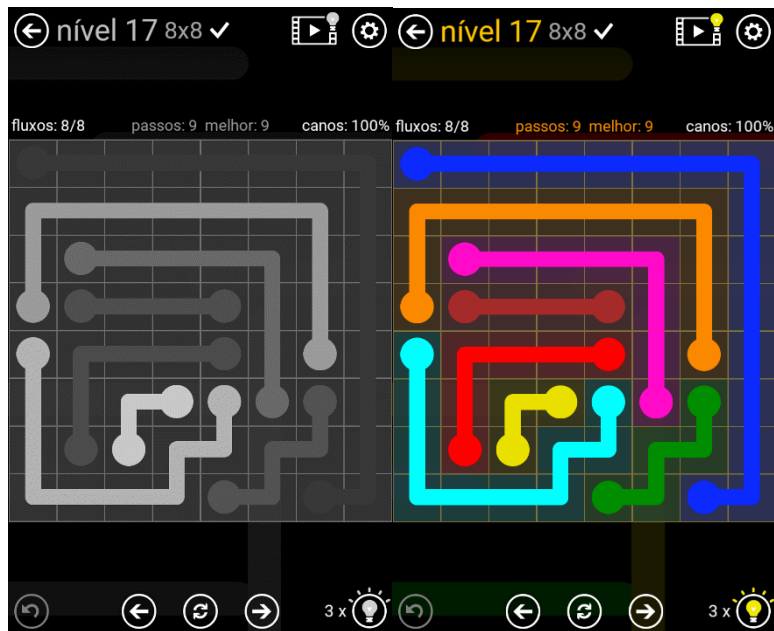 nível 17 8x8
fluxos: 8/8 passos: 9 melhor: 9 canos: 100%
3 x
nível 17 8x8
fluxos: 8/8 passos: 9 melhor: 9 canos: 100%
3 x